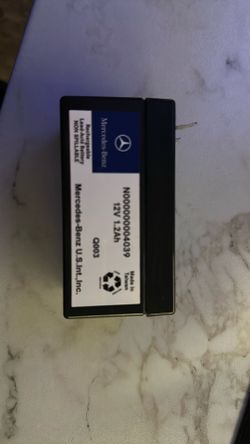 Mercedes-Benz
Rechargeable
Lead-Acid Battery
NON SPILLABLE
N000000004039
12V 1.2Ah
Q003
Made in
Taiwan
Mercedes-Benz U.S.Int.,Inc.